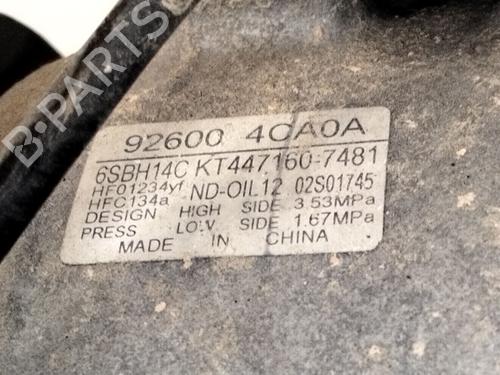 92600 4CA0A
6SBH14C KT447160-7481
HFO1234yf ND-OIL12 02S01745
HFC134a
DESIGN HIGH SIDE 3.53MPa
PRESS LOW SIDE 1.67MPa
MADE IN CHINA
B-PARTS